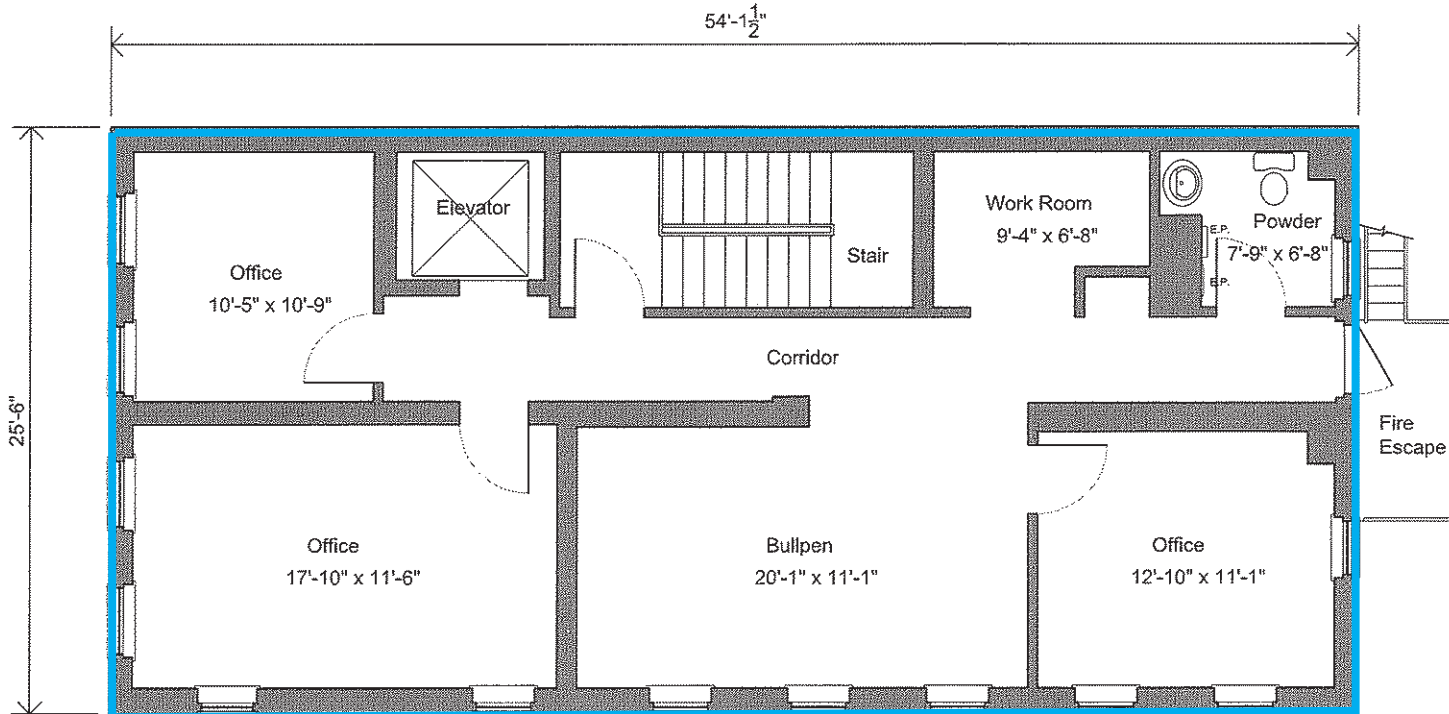 54'-1 1/2"
25'-6"
Elevator
Office
10'-5" x 10'-9"
Stair
Work Room
9'-4" x 6'-8"
Powder
7'-9" x 6'-8"
E.P.
E.P.
Corridor
Fire
Escape
Office
17'-10" x 11'-6"
Bullpen
20'-1" x 11'-1"
Office
12'-10" x 11'-1"